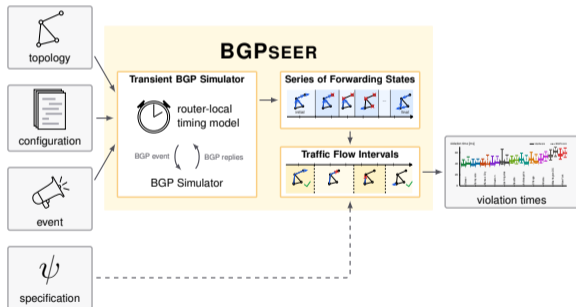 topology
configuration
event
ψ
specification
BGPSEER
Transient BGP Simulator
router-local
timing model
BGP event
BGP replies
BGP Simulator
Series of Forwarding States
initial
...
final
Traffic Flow Intervals
violation times